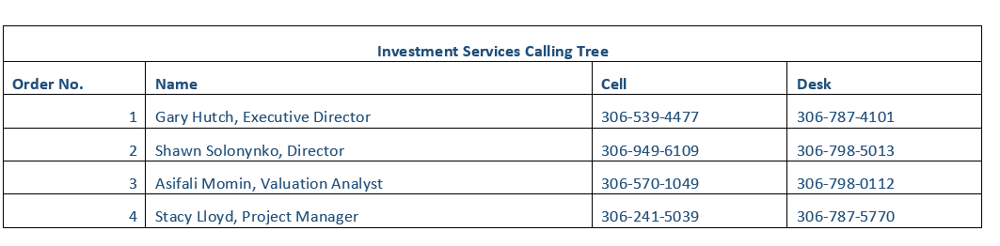 Investment Services Calling Tree
Order No. Name Cell Desk
1 Gary Hutch, Executive Director 306-539-4477 306-787-4101
2 Shawn Solonynko, Director 306-949-6109 306-798-5013
3 Asifali Momin, Valuation Analyst 306-570-1049 306-798-0112
4 Stacy Lloyd, Project Manager 306-241-5039 306-787-5770